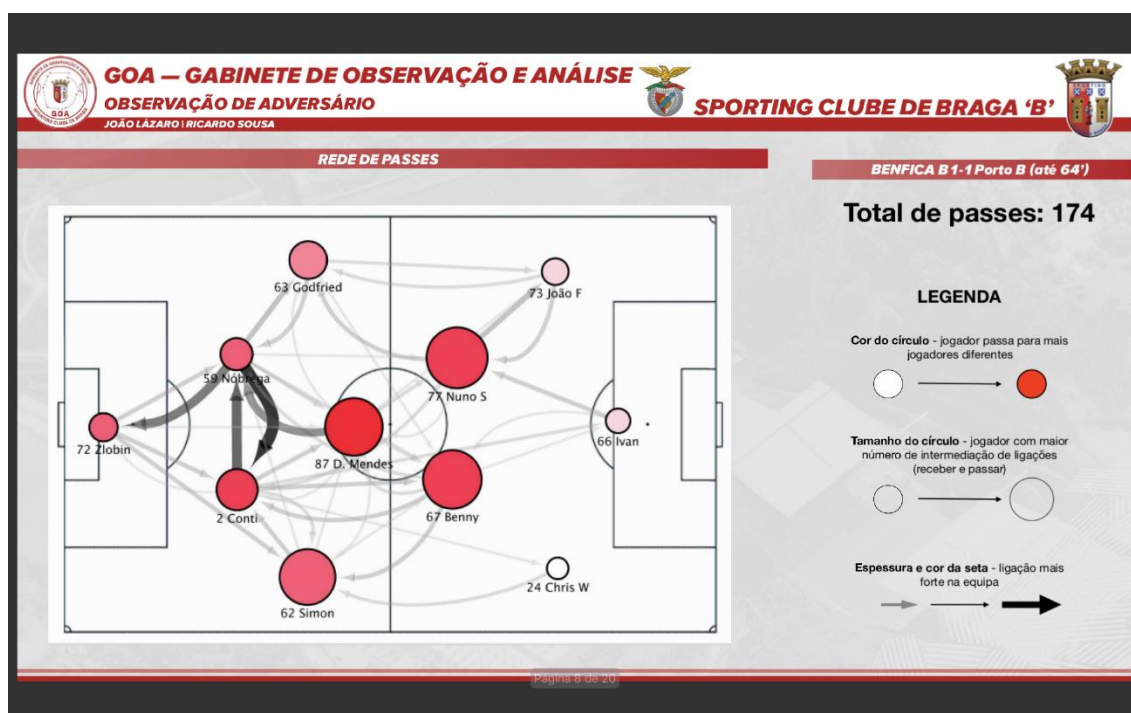 GOA — GABINETE DE OBSERVAÇÃO E ANÁLISE
OBSERVAÇÃO DE ADVERSÁRIO
JOÃO LÁZARO | RICARDO SOUSA
GOA
SPORTING CLUBE DE BRAGA ‘B’
REDE DE PASSES
BENFICA B 1-1 Porto B (até 64’)
Total de passes: 174
63 Godfried
73 João F
59 Nóbrega
77 Nuno S
72 Zlobin
66 Ivan
87 D. Mendes
2 Conti
67 Benny
24 Chris W
62 Simon
LEGENDA
Cor do círculo - jogador passa para mais
jogadores diferentes
Tamanho do círculo - jogador com maior
número de intermediação de ligações
(receber e passar)
Espessura e cor da seta - ligação mais
forte na equipa
Página 8 de 20